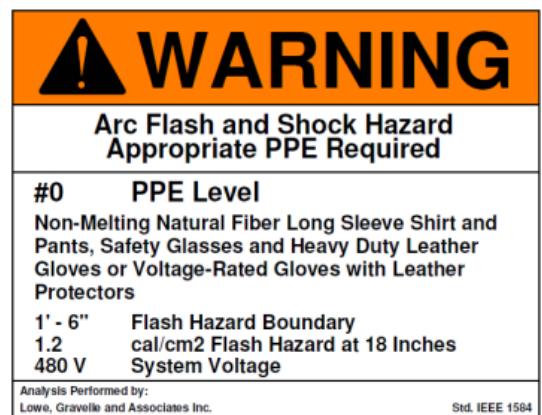 WARNING
Arc Flash and Shock Hazard
Appropriate PPE Required
#0 PPE Level
Non-Melting Natural Fiber Long Sleeve Shirt and
Pants, Safety Glasses and Heavy Duty Leather
Gloves or Voltage-Rated Gloves with Leather
Protectors
1' - 6" Flash Hazard Boundary
1.2 cal/cm2 Flash Hazard at 18 Inches
480 V System Voltage
Analysis Performed by:
Lowe, Gravelle and Associates Inc. Std. IEEE 1584